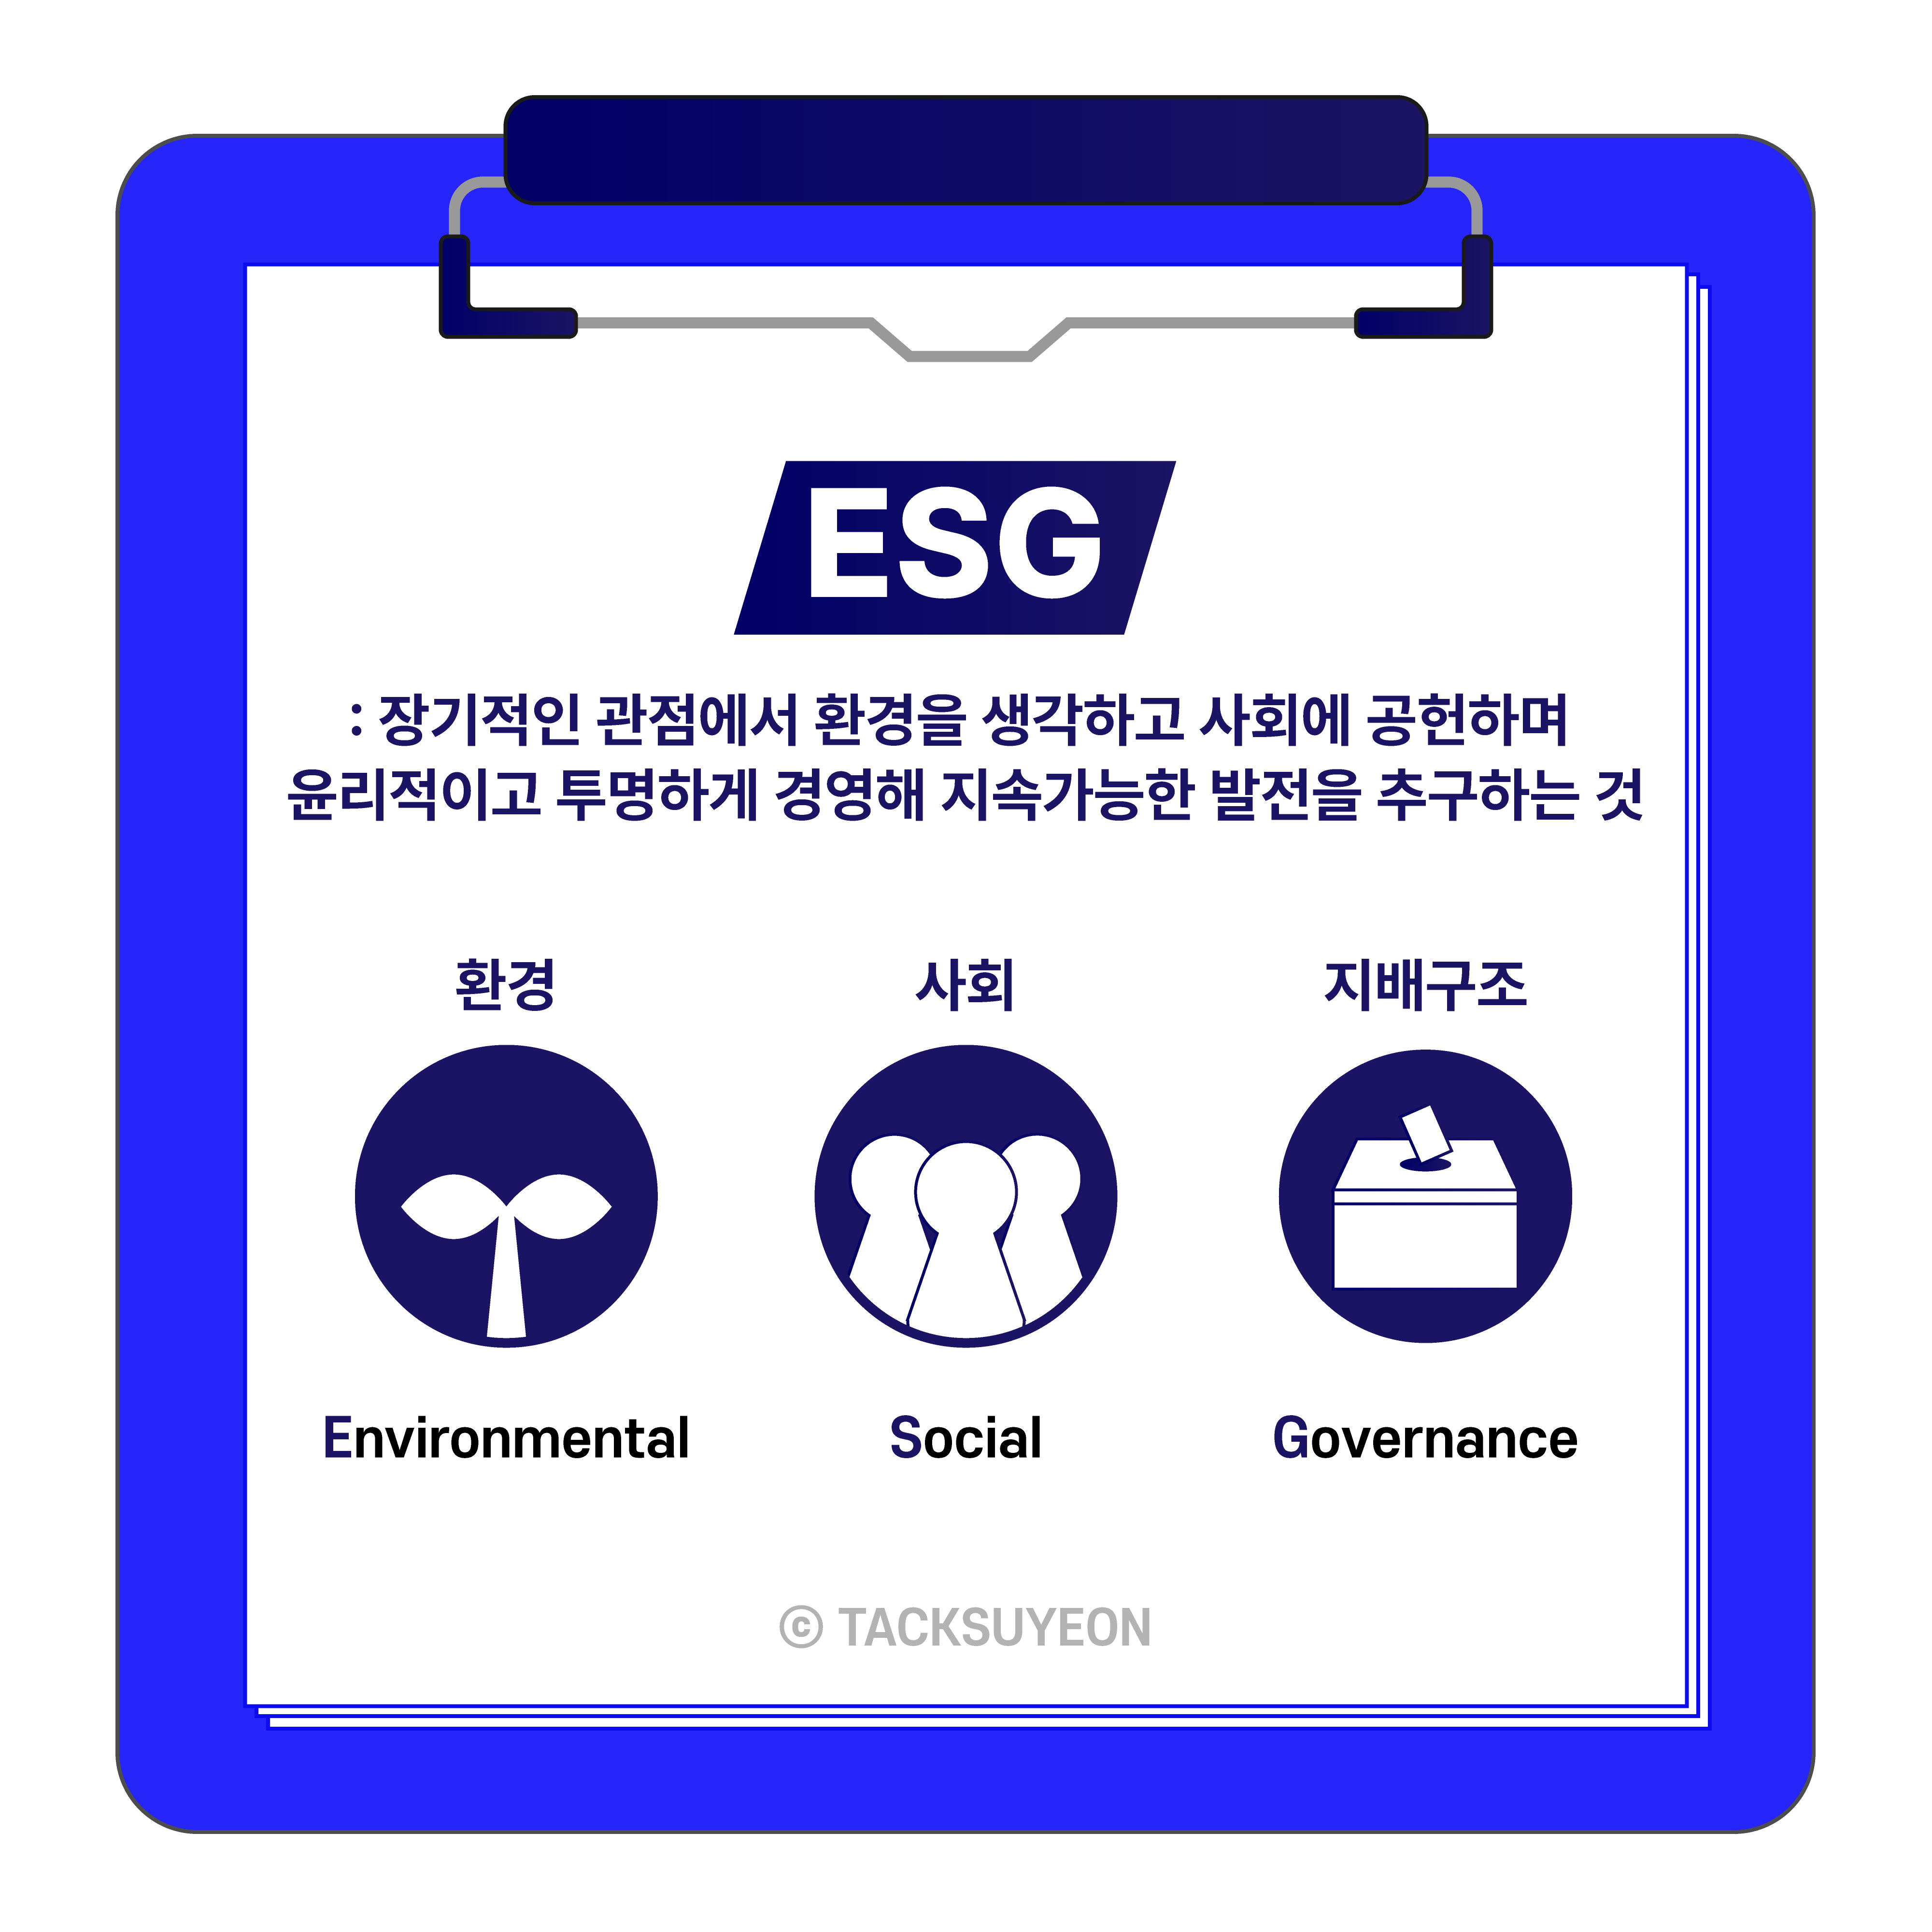 ESG
: 장기적인 관점에서 환경을 생각하고 사회에 공헌하며
윤리적이고 투명하게 경영해 지속가능한 발전을 추구하는 것
환경 사회 지배구조
Environmental Social Governance
© TACKSUYEON